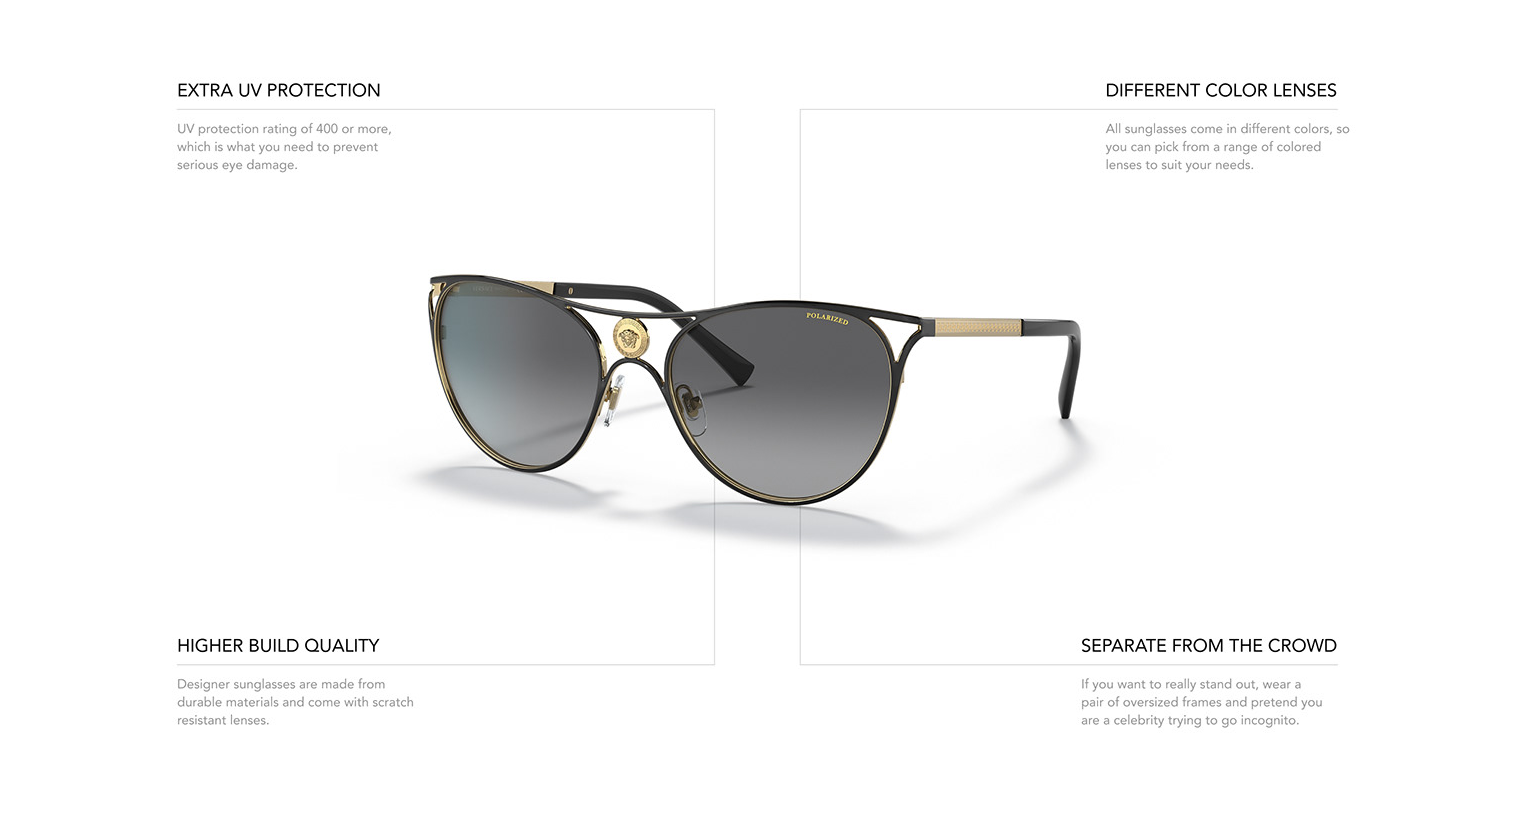 EXTRA UV PROTECTION
UV protection rating of 400 or more,
which is what you need to prevent
serious eye damage.
DIFFERENT COLOR LENSES
All sunglasses come in different colors, so
you can pick from a range of colored
lenses to suit your needs.
POLARIZED
HIGHER BUILD QUALITY
Designer sunglasses are made from
durable materials and come with scratch
resistant lenses.
SEPARATE FROM THE CROWD
If you want to really stand out, wear a
pair of oversized frames and pretend you
are a celebrity trying to go incognito.